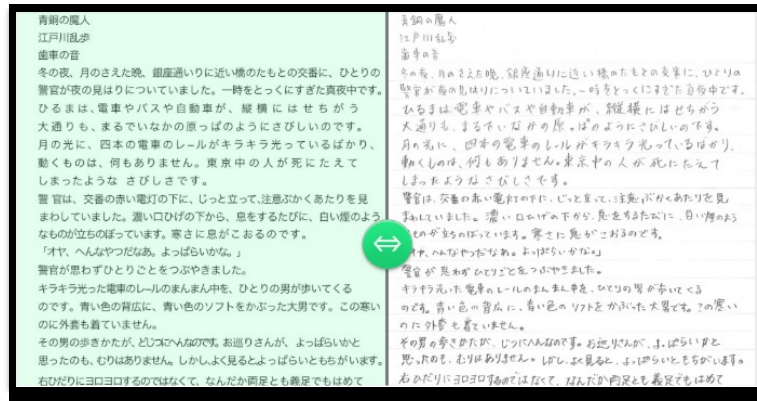 青銅の魔人
江戸川乱歩
歯車の音
冬の夜、月のさえた晩、銀座通いりに近い橋のたもとの交番に、ひとりの
警官が夜の見はりについていました。一時をとっくにすぎた真夜中です。
ひるまは、電車やバスや自動車が、縦横にはせちがう
大通りも、まるでいなかの原っぱのようにさびしいのです。
月の光に、四本の電車のレールがキラキラ光っているばかり、
動くものは、何もありません。東京中の人が死にたえて
しまったような さびしさです。
警官は、交番の赤い電灯の下に、じっと立って、注意ぶかくあたりを見
まわしていました。濃い口ひげの下から、息をするたびに、白い煙のよう
なものが立ちのぼっています。寒さに息がこおるのです。
「オヤ、へんなやつだなあ。よっぱらいかな。」
警官が思わずひとりごとをつぶやきました。
キラキラ光った電車のレールのまんまん中を、ひとりの男が歩いてくる
のです。青い色の背広に、青い色のソフトをかぶった大男です。この寒い
のに外套も着ていません。
その男の歩きかたが、へんなのです。お巡りさんが、よっぱらいかと
思ったのも、むりはありません。しかし、よく見るとよっぱらいともちがいます。
右ひだりにヨロヨロするのではなくて、なんだか両足とも義足でもはめて
青銅の魔人
江戸川乱歩
歯車の音
冬の夜、月のさえた晩、銀座通りに近い橋のたもとの交番に、ひとりの
警官が夜の見はりについていました。一時をとっくにすぎた真夜中です。
ひるまは電車やバスや自動車が、縦横にはせちがう
大通りも、まるでいなかの原っぱのようにさびしいのです。
月の光に、四本の電車のレールがキラキラ光っているばかり、
動くものは、何もありません。東京中の人が死にたえて
しまったようなさびしさです。
警官は、交番の赤い電灯の下に、じっと立って、注意ぶかくあたりを見
まわしていました。濃い口ひげの下から、息をするたびに、白い煙のよう
ものが立ちのぼっています。寒さに息がこおるのです。
オヤ、へんなやつだなあ。よっぱらいかな。」
警官が思わずひとりごとをつぶやきました。
キラキラ光った電車のレールのまんまん中を、ひとりの男が歩いてくる
のです。青い色の背広に、青い色のソフトをかぶった大男です。この寒い
のに外套も着ていません。
その男の歩きかたが、じつにへんなのです。お巡りさんが、よっぱらいかと
思ったのも、むりはありません。しかし、よく見ると、よっぱらいともちがいます。
右ひだりにヨロヨロするのではなくて、なんだか両足とも義足でもはめて